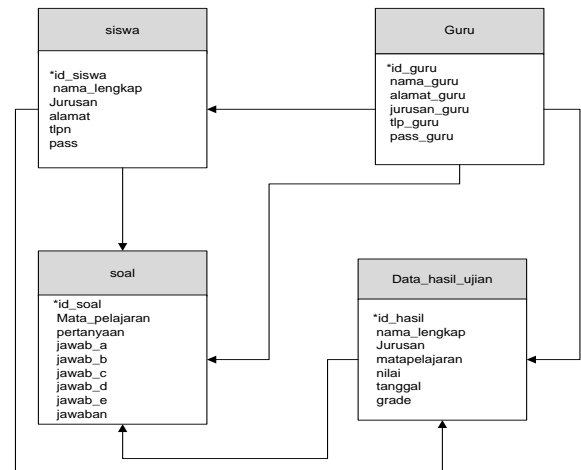 siswa
*id_siswa
nama_lengkap
Jurusan
alamat
tlpn
pass
Guru
*id_guru
nama_guru
alamat_guru
jurusan_guru
tlp_guru
pass_guru
soal
*id_soal
Mata_pelajaran
pertanyaan
jawab_a
jawab_b
jawab_c
jawab_d
jawab_e
jawaban
Data_hasil_ujian
*id_hasil
nama_lengkap
Jurusan
matapelajaran
nilai
tanggal
grade